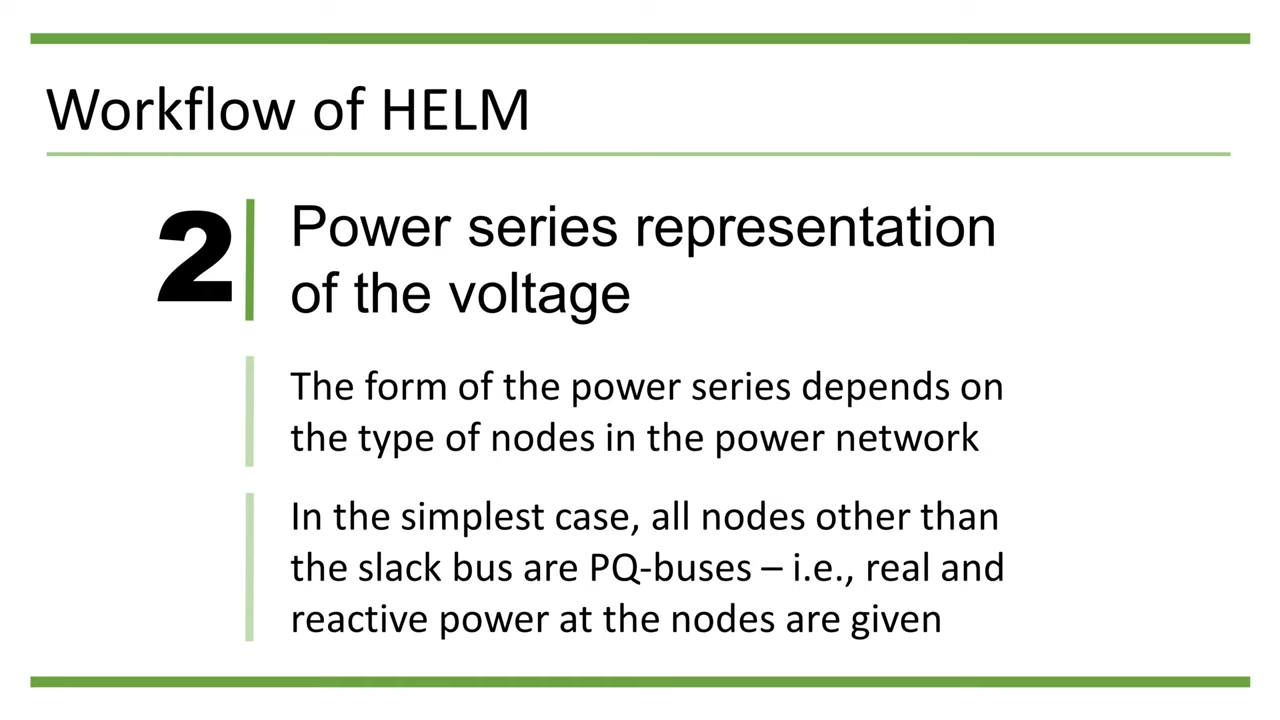 Workflow of HELM
2
Power series representation
of the voltage
The form of the power series depends on
the type of nodes in the power network
In the simplest case, all nodes other than
the slack bus are PQ-buses – i.e., real and
reactive power at the nodes are given